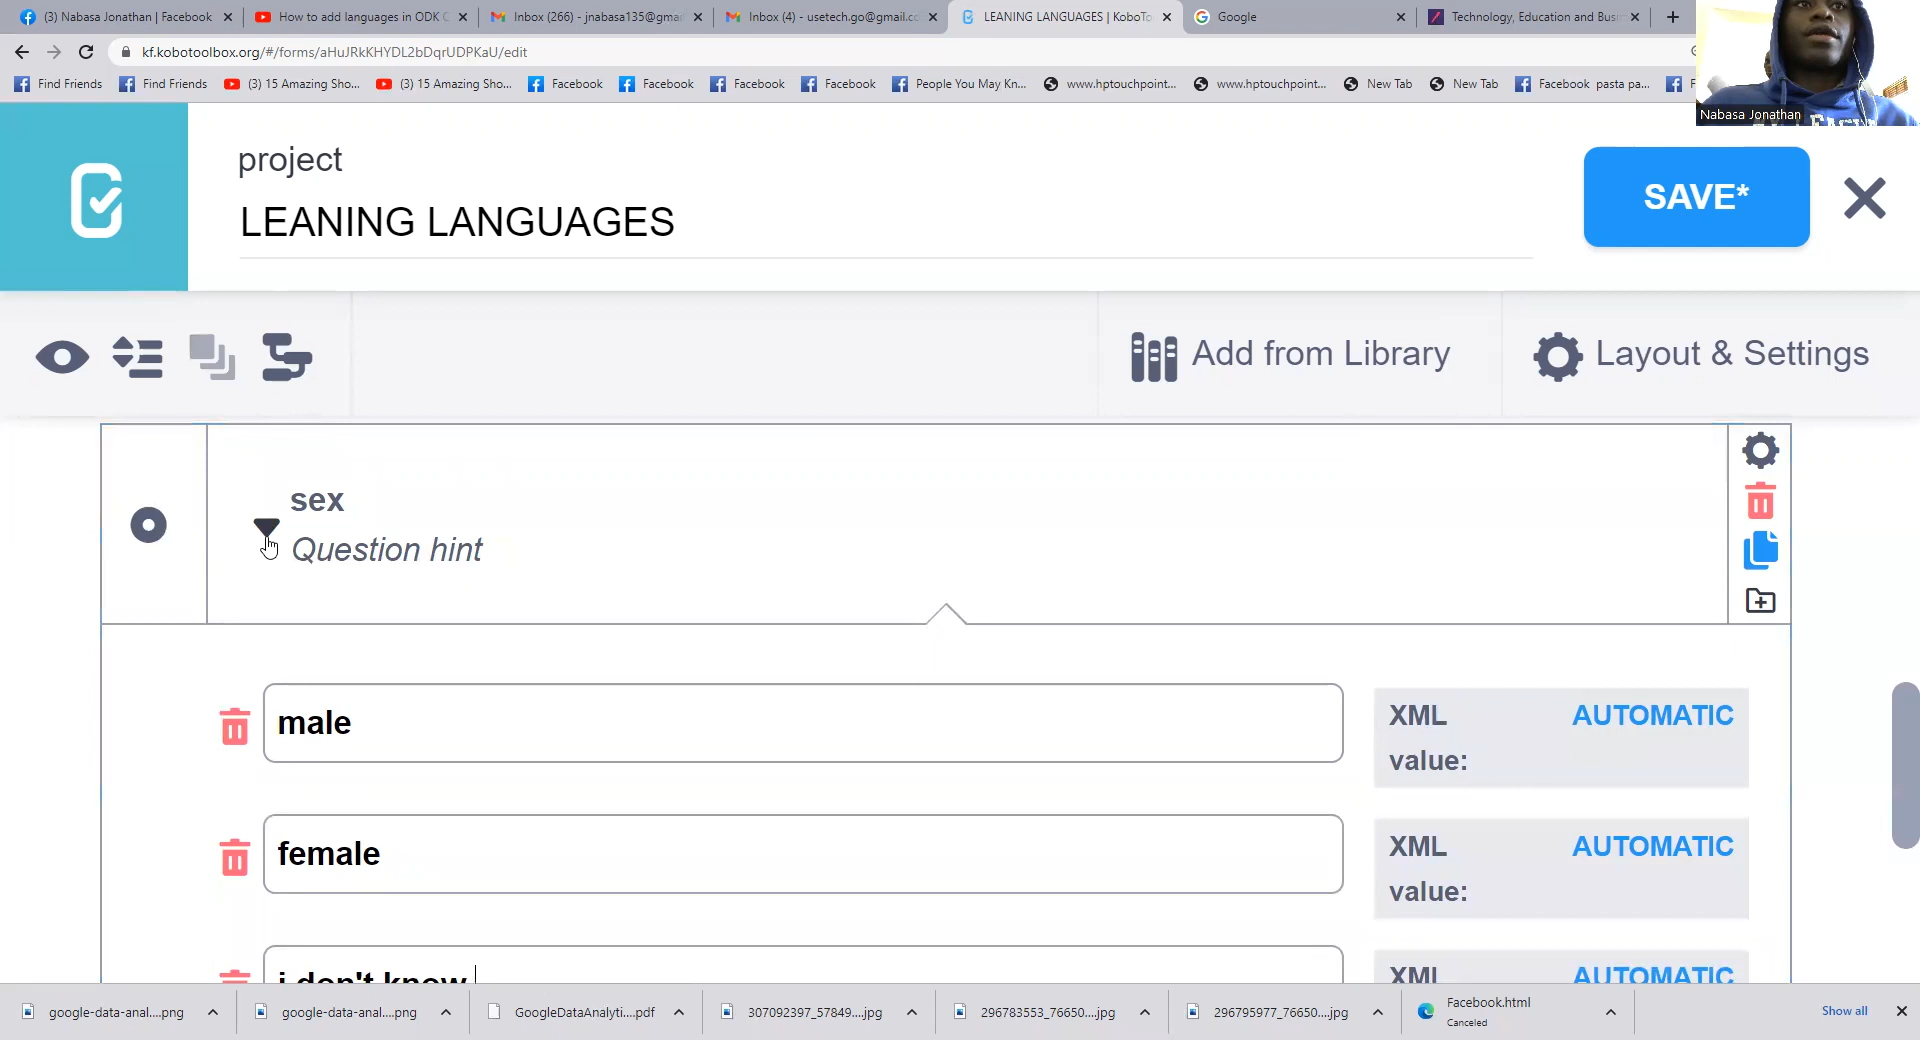 (3) Nabasa Jonathan | Facebook
How to add languages in ODK C
Inbox (266) - jnabasa135@gmai
Inbox (4) - usetech.go@gmail.co
LEANING LANGUAGES | KoboTo
Google
Technology, Education and Busi
kf.kobotoolbox.org/#/forms/aHuJRkKHYDL2bDqrUDPKaU/edit
Find Friends
Find Friends
(3) 15 Amazing Sho...
(3) 15 Amazing Sho...
Facebook
Facebook
Facebook
Facebook
People You May Kn...
www.hptouchpoint...
www.hptouchpoint...
New Tab
New Tab
Facebook pasta pa...
Nabasa Jonathan
project
LEANING LANGUAGES
SAVE*
Add from Library
Layout & Settings
sex
Question hint
male
XML value:
AUTOMATIC
female
XML value:
AUTOMATIC
i don't know
XML
AUTOMATIC
google-data-anal....png
google-data-anal....png
GoogleDataAnalyti....pdf
307092397_57849....jpg
296783553_76650....jpg
296795977_76650....jpg
Facebook.html
Canceled
Show all